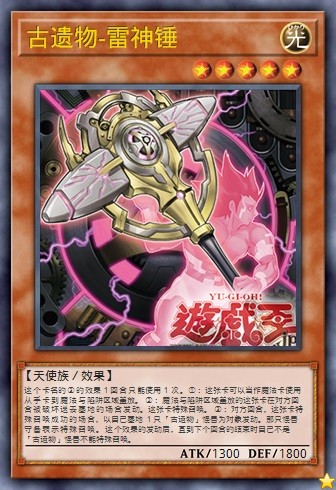 古遗物-雷神锤
光
YU-GI-OH!
遊戯王
【天使族／效果】
这个卡名的③的效果1回合只能使用1次。①：这张卡可以当作魔法卡使用
从手卡到魔法与陷阱区域盖放。②：魔法与陷阱区域盖放的这张卡在对方回
合被破坏送去墓地的场合发动。这张卡特殊召唤。③：对方回合，这张卡特
殊召唤成功的场合，以自己墓地1只「古遗物」怪兽为对象发动。那只怪兽
守备表示特殊召唤。这个效果的发动后，直到下个回合的结束时自己不是
「古遗物」怪兽不能特殊召唤。
ATK/1300 DEF/1800